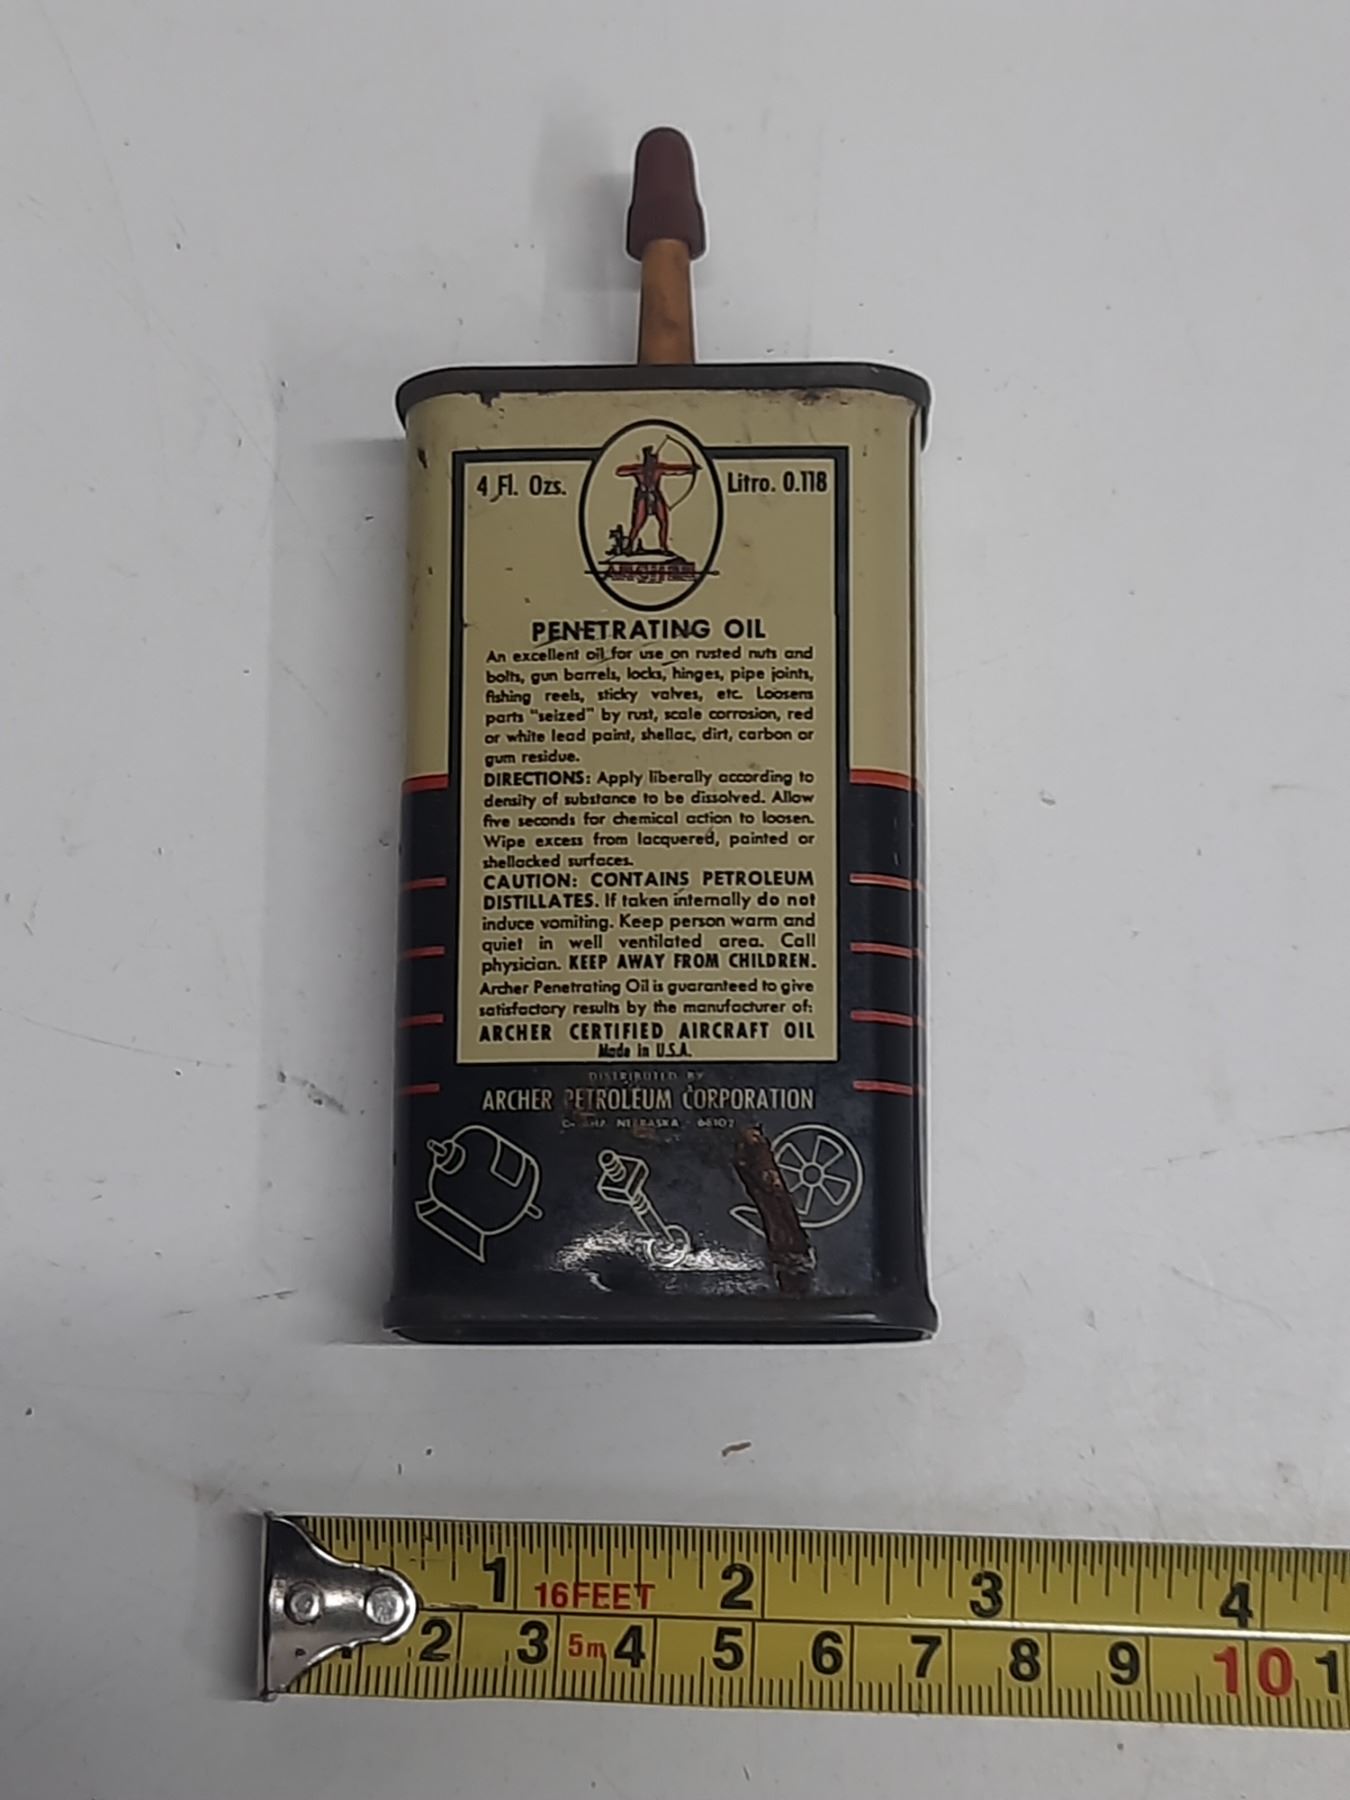 4 Fl. Ozs.
Litro. 0.118
ARCHER
PENETRATING OIL
An excellent oil for use on rusted nuts and
bolts, gun barrels, locks, hinges, pipe joints,
fishing reels, sticky valves, etc. Loosens
parts "seized" by rust, scale corrosion, red
or white lead paint, shellac, dirt, carbon or
gum residue.
DIRECTIONS: Apply liberally according to
density of substance to be dissolved. Allow
five seconds for chemical action to loosen.
Wipe excess from lacquered, painted or
shellacked surfaces.
CAUTION: CONTAINS PETROLEUM
DISTILLATES. If taken internally do not
induce vomiting. Keep person warm and
quiet in well ventilated area. Call
physician. KEEP AWAY FROM CHILDREN.
Archer Penetrating Oil is guaranteed to give
satisfactory results by the manufacturer of:
ARCHER CERTIFIED AIRCRAFT OIL
Made in U.S.A.
DISTRIBUTED BY
ARCHER PETROLEUM CORPORATION
OMAHA, NEBRASKA 68102
1 16FEET 2 3 4
1 2 3 5m 4 5 6 7 8 9 10 1